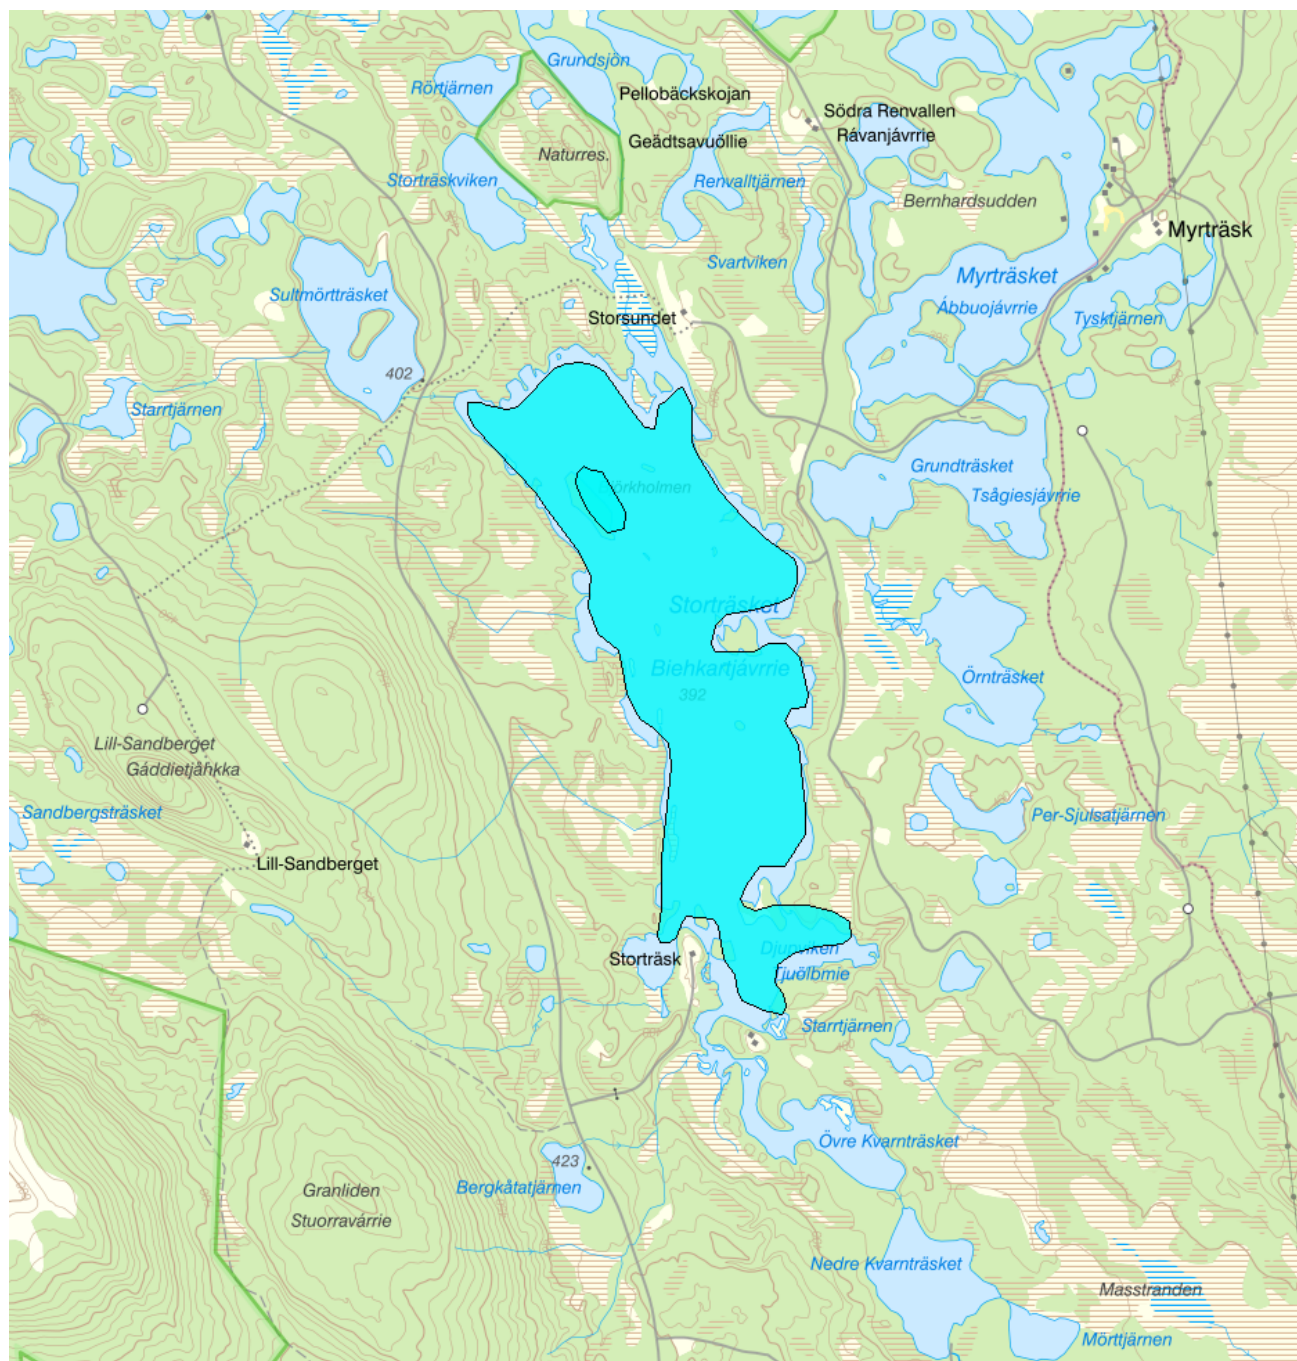 Grundsjön
Rörtjärnen
Pellobäckskojan
Södra Renvallen
Rávanjávrrie
Geädtsavuöllie
Naturres.
Storträskviken
Renvalltjärnen
Bernhardsudden
Myrträsk
Svartviken
Myrträsket
Ábbuojávrrie
Sultmörtträsket
Storsundet
Tysktjärnen
402
Starrtjärnen
Grundträsket
Tsågiesjávrrie
Storträsket
Biehkartjávrrie
392
Örnträsket
Lill-Sandberget
Gáddietjåhkka
Sandbergsträsket
Per-Sjulsatjärnen
Lill-Sandberget
Djupviken
Tjuölbmie
Storträsk
Starrtjärnen
Övre Kvarnträsket
423
Bergkåtatjärnen
Granliden
Stuorravárrie
Nedre Kvarnträsket
Masstranden
Mörttjärnen